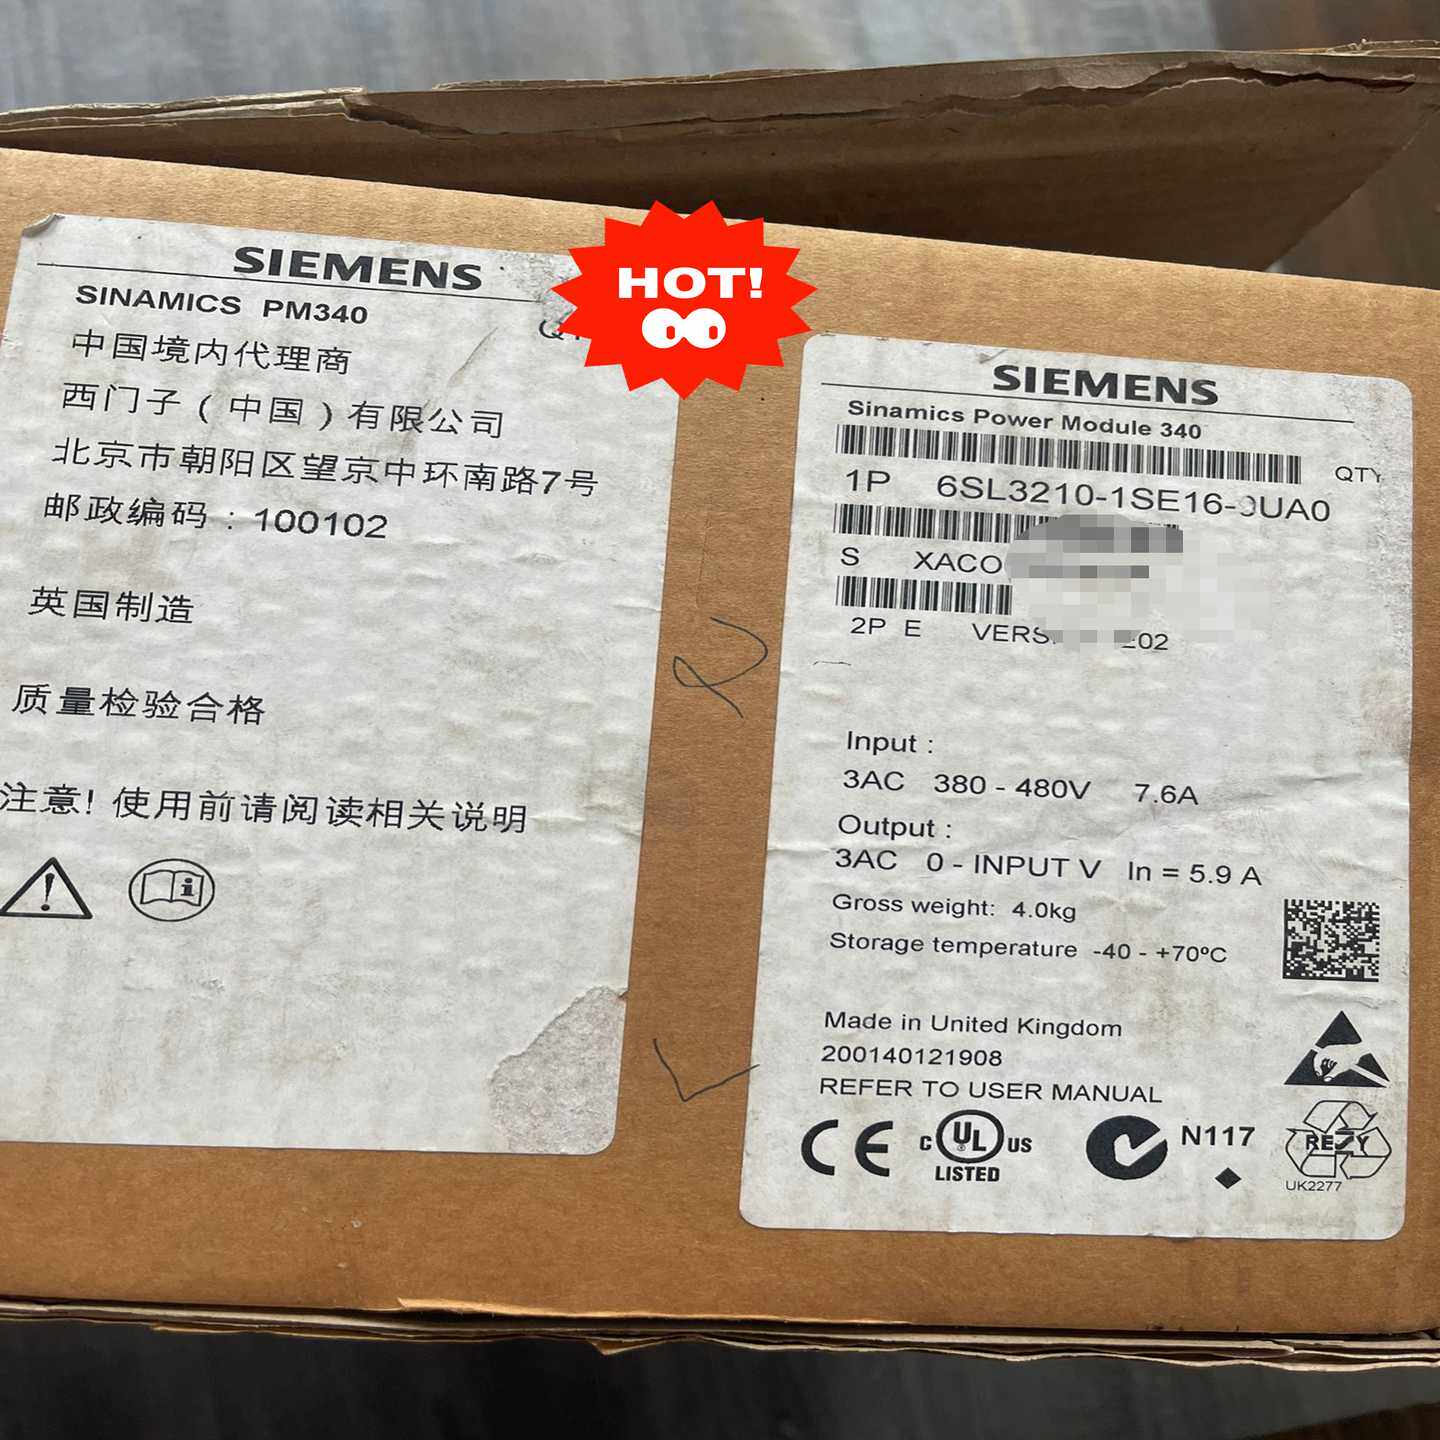 SIEMENS
SINAMICS PM340
中国境内代理商
西门子（中国）有限公司
北京市朝阳区望京中环南路7号
邮政编码：100102
英国制造
质量检验合格
注意！使用前请阅读相关说明
HOT!
SIEMENS
Sinamics Power Module 340
QTY
1P 6SL3210-1SE16-0UA0
S XACO
2P E
Input :
3AC 380 - 480V 7.6A
Output :
3AC 0 - INPUT V In = 5.9 A
Gross weight: 4.0kg
Storage temperature -40 - +70ºC
Made in United Kingdom
200140121908
REFER TO USER MANUAL
CE
C UL US
LISTED
N117
RESY
UK2277